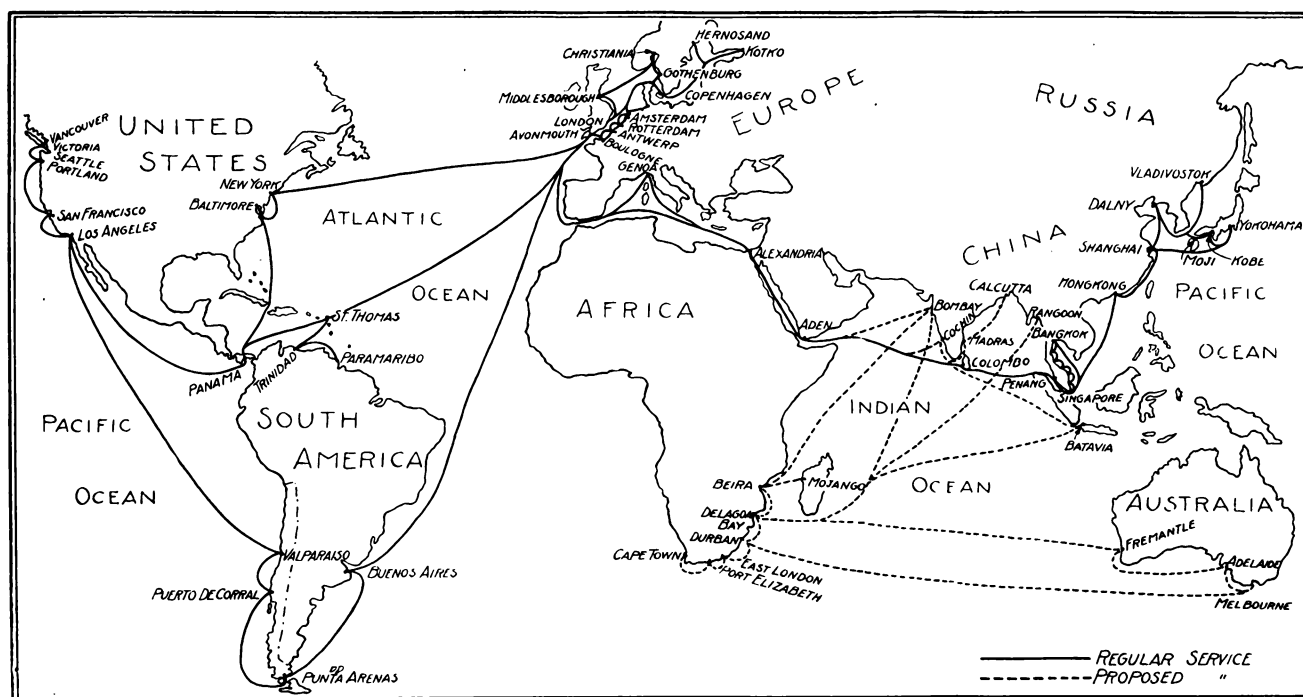 HERNOSAND
CHRISTIANIA
KOTKO
GOTHENBURG
COPENHAGEN
MIDDLESBOROUGH
LONDON
AVONMOUTH
AMSTERDAM
ROTTERDAM
ANTWERP
BOULOGNE
GENOA
EUROPE
RUSSIA
UNITED
STATES
VANCOUVER
VICTORIA
SEATTLE
PORTLAND
SAN FRANCISCO
LOS ANGELES
NEW YORK
BALTIMORE
ATLANTIC
OCEAN
VLADIVOSTOK
DALNY
YOKOHAMA
SHANGHAI
MOJI
KOBE
CHINA
HONGKONG
PACIFIC
OCEAN
ALEXANDRIA
AFRICA
ADEN
BOMBAY
CALCUTTA
RANGOON
BANGKOK
COCHIN
MADRAS
COLOMBO
PENANG
SINGAPORE
BATAVIA
ST. THOMAS
PARAMARIBO
PANAMA
TRINIDAD
SOUTH
AMERICA
PACIFIC
OCEAN
INDIAN
OCEAN
BEIRA
MOJANGO
DELAGOA
BAY
DURBAN
CAPE TOWN
EAST LONDON
PORT ELIZABETH
AUSTRALIA
FREMANTLE
ADELAIDE
MELBOURNE
VALPARAISO
BUENOS AIRES
PUERTO DE CORRAL
PUNTA ARENAS
REGULAR SERVICE
PROPOSED "